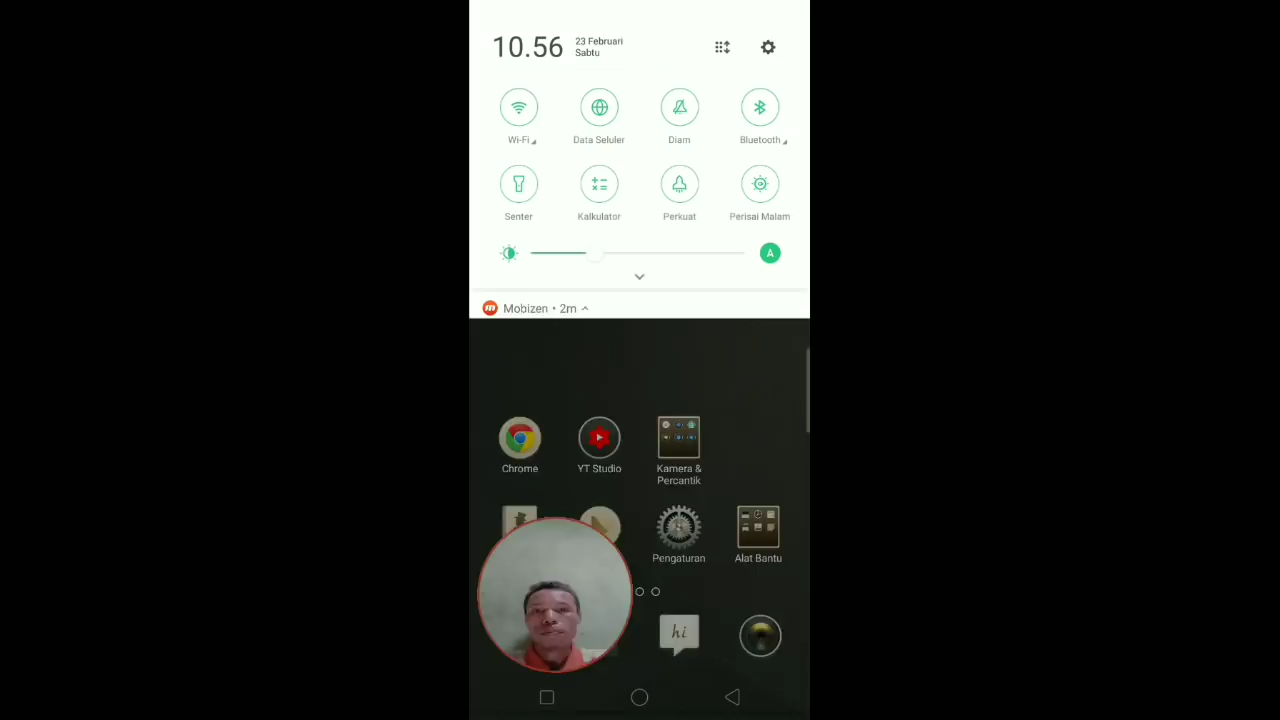 10.56
23 Februari
Sabtu
Wi-Fi
Data Seluler
Diam
Bluetooth
Senter
Kalkulator
Perkuat
Perisai Malam
A
Mobizen • 2m
Chrome
YT Studio
Kamera &
Percantik
Pengaturan
Alat Bantu
hi